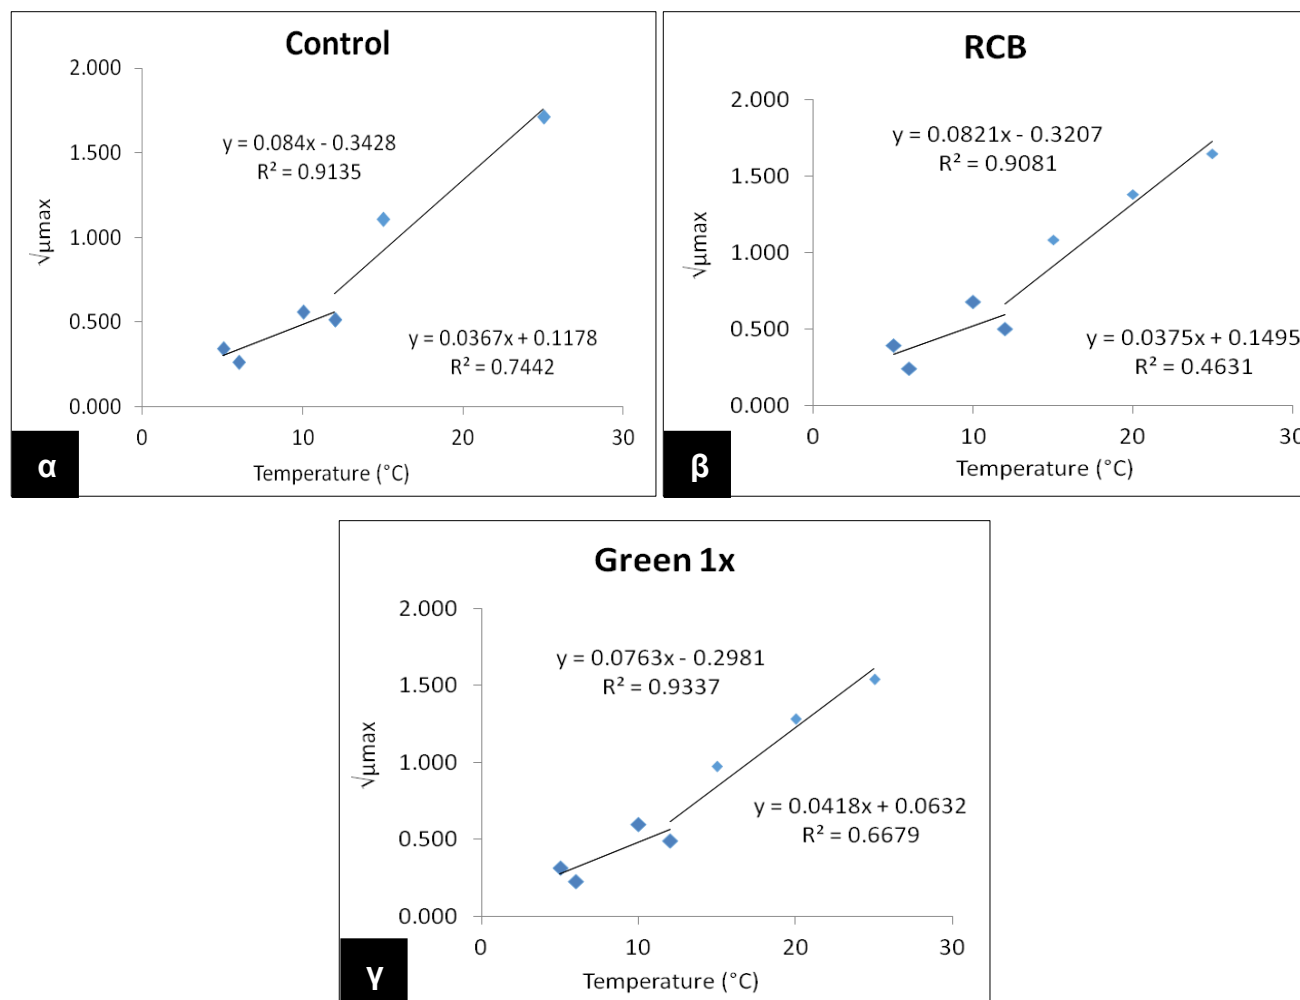 Control
2.000
1.500
1.000
0.500
0.000
√μmax
y = 0.084x - 0.3428
R² = 0.9135
y = 0.0367x + 0.1178
R² = 0.7442
0 10 20 30
Temperature (°C)
α
RCB
2.000
1.500
1.000
0.500
0.000
√μmax
y = 0.0821x - 0.3207
R² = 0.9081
y = 0.0375x + 0.1495
R² = 0.4631
0 10 20 30
Temperature (°C)
β
Green 1x
2.000
1.500
1.000
0.500
0.000
√μmax
y = 0.0763x - 0.2981
R² = 0.9337
y = 0.0418x + 0.0632
R² = 0.6679
0 10 20 30
Temperature (°C)
γ